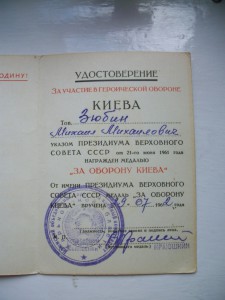 РОДИНУ!
УДОСТОВЕРЕНИЕ
ЗА УЧАСТИЕ В ГЕРОИЧЕСКОЙ ОБОРОНЕ
КИЕВА
Тов. Зюбин
Михаил Михайлович
УКАЗОМ ПРЕЗИДИУМА ВЕРХОВНОГО
СОВЕТА СССР от 21-го июня 1961 года
НАГРАЖДЕН МЕДАЛЬЮ
"ЗА ОБОРОНУ КИЕВА"
От имени ПРЕЗИДИУМА ВЕРХОВНОГО
СОВЕТА СССР МЕДАЛЬ "ЗА ОБОРОНУ
КИЕВА" ВРУЧЕНА